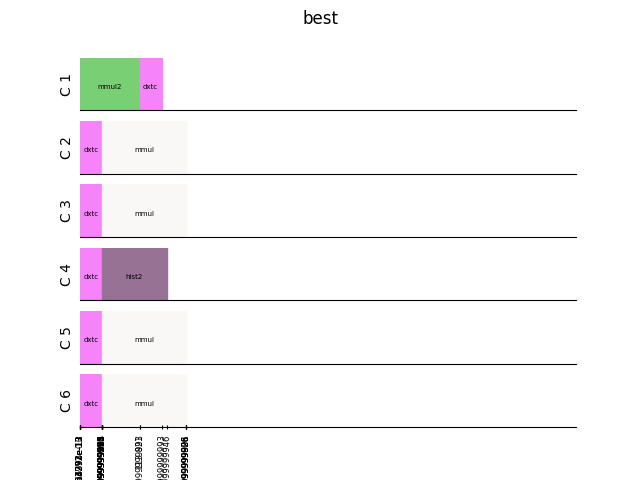 best
C 1
mmul2
dxtc
C 2
dxtc
mmul
C 3
dxtc
mmul
C 4
dxtc
hist2
C 5
dxtc
mmul
C 6
dxtc
mmul